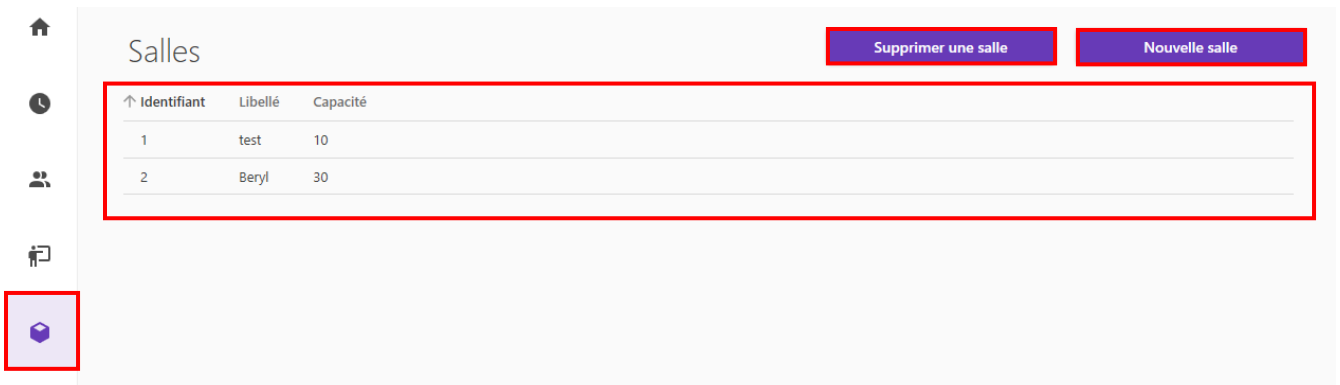 Salles
Supprimer une salle
Nouvelle salle
Identifiant Libellé Capacité
1 test 10
2 Beryl 30